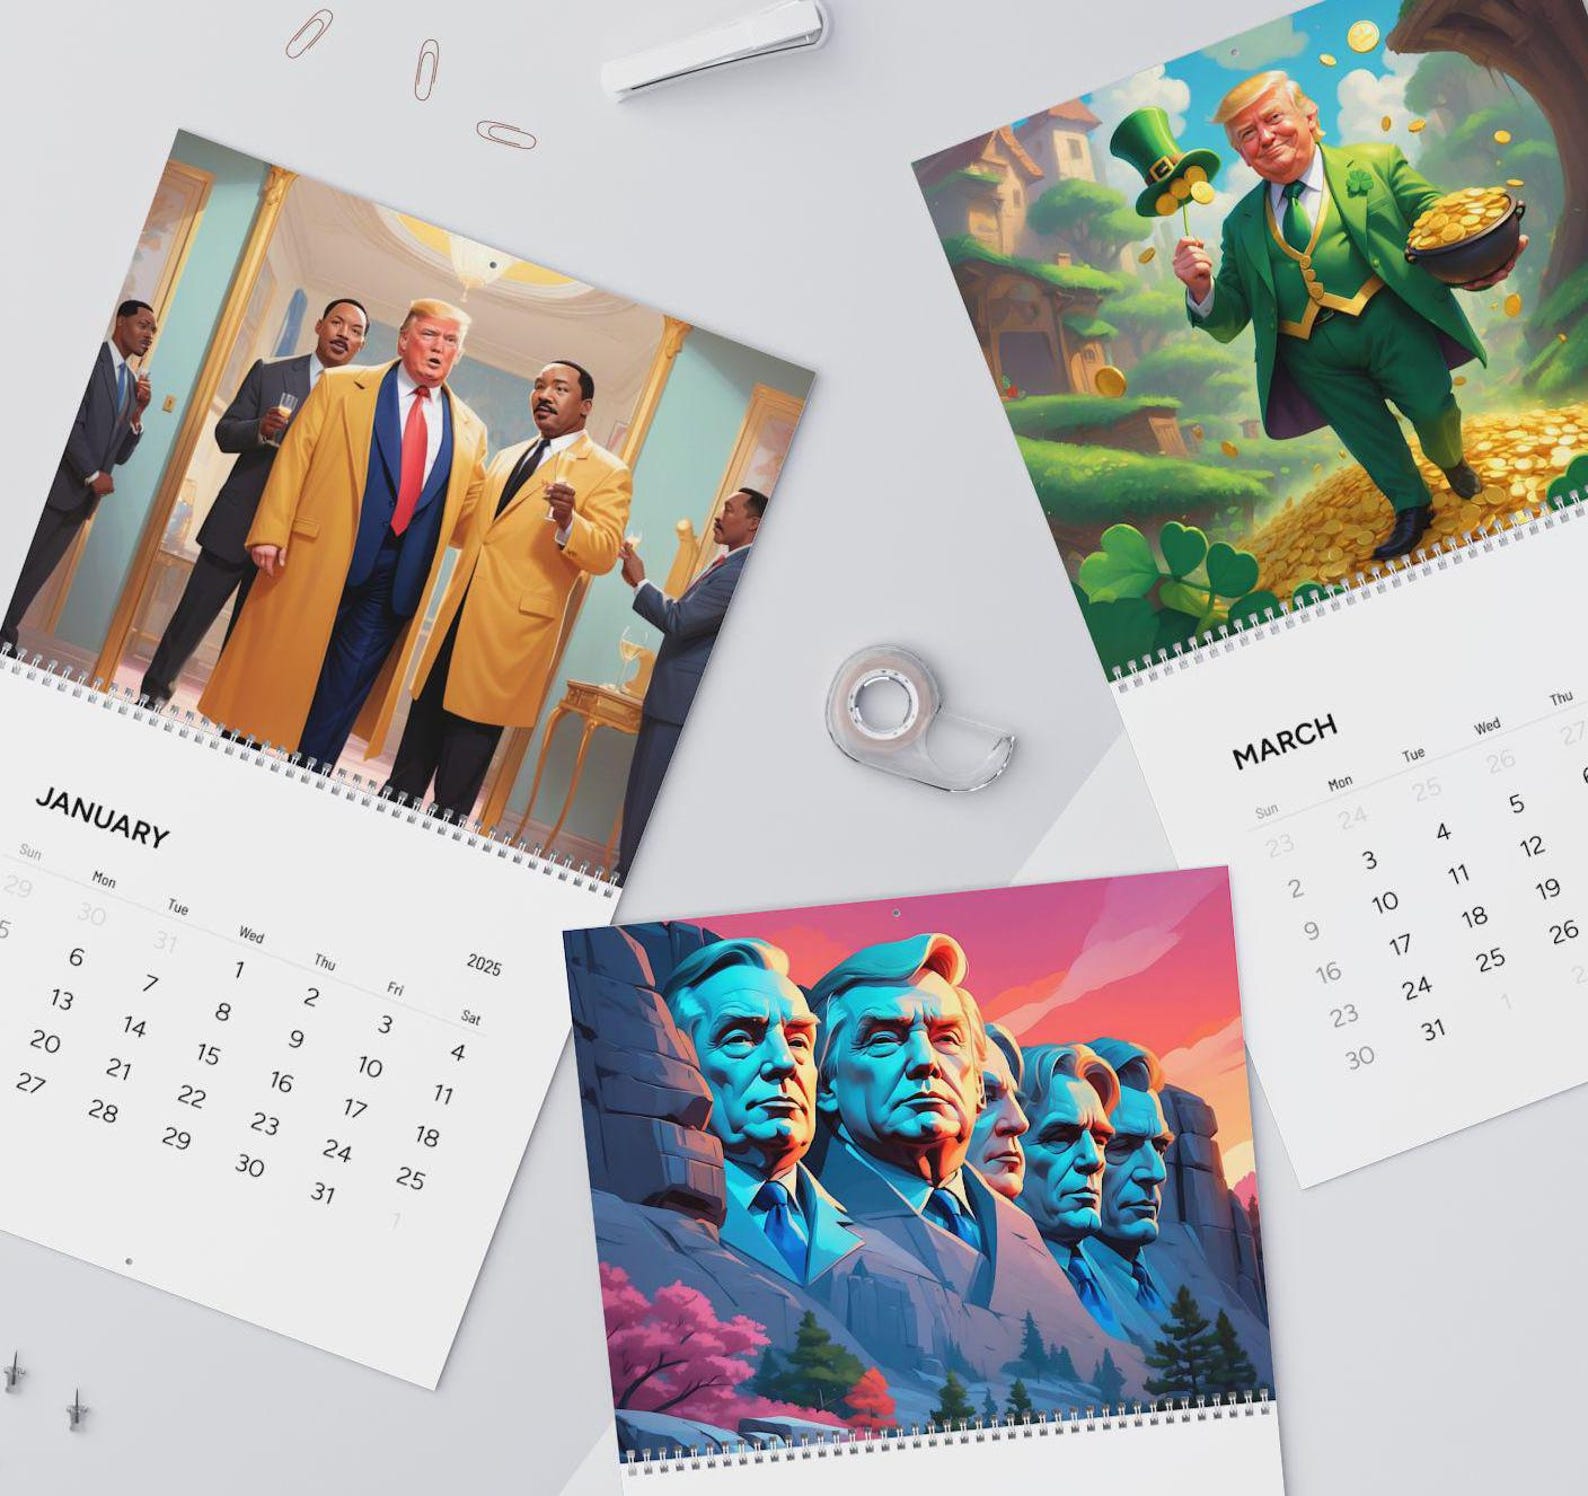 JANUARY
2025
Sun Mon Tue Wed Thu Fri Sat
29 30 31 1 2 3 4
5 6 7 8 9 10 11
13 14 15 16 17 18
20 21 22 23 24 25
27 28 29 30 31 1
MARCH
Sun Mon Tue Wed Thu
23 24 25 26 27
2 3 4 5
9 10 11 12
16 17 18 19
23 24 25 26
30 31 1